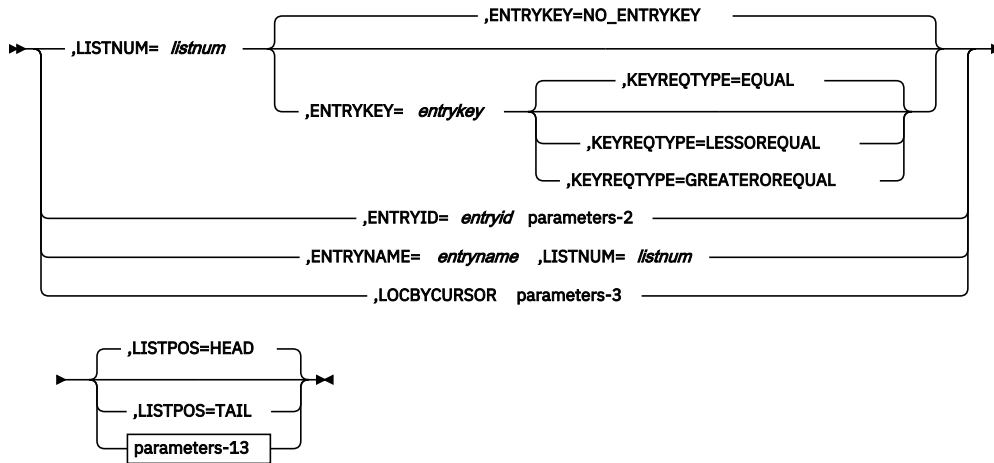 ,ENTRYKEY=NO_ENTRYKEY
,LISTNUM= listnum
,KEYREQTYPE=EQUAL
,ENTRYKEY= entrykey
,KEYREQTYPE=LESSOREQUAL
,KEYREQTYPE=GREATEROREQUAL
,ENTRYID= entryid parameters-2
,ENTRYNAME= entryname ,LISTNUM= listnum
,LOCBYCURSOR parameters-3
,LISTPOS=HEAD
,LISTPOS=TAIL
parameters-13